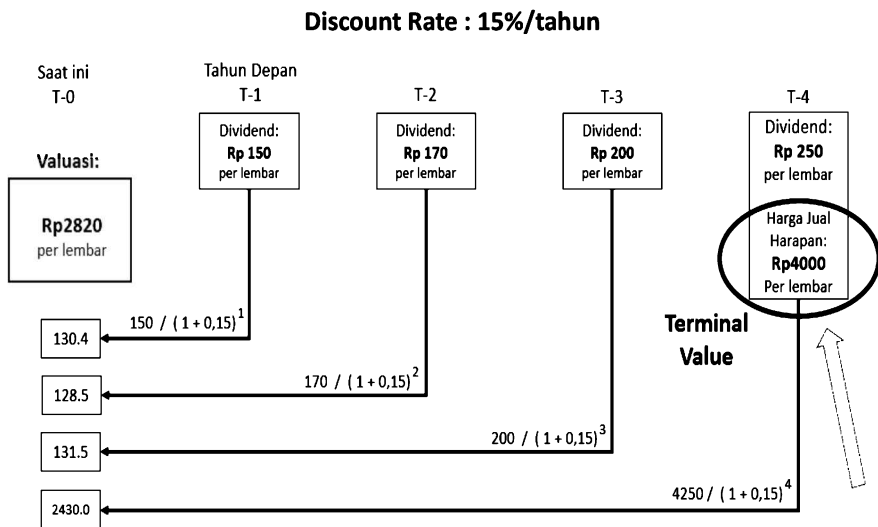 Discount Rate : 15%/tahun
Saat ini
T-0
Tahun Depan
T-1
T-2
T-3
T-4
Valuasi:
Rp2820
per lembar
Dividend:
Rp 150
per lembar
Dividend:
Rp 170
per lembar
Dividend:
Rp 200
per lembar
Dividend:
Rp 250
per lembar
Harga Jual
Harapan:
Rp4000
Per lembar
Terminal
Value
130.4
150 / ( 1 + 0,15)^1
128.5
170 / ( 1 + 0,15)^2
131.5
200 / ( 1 + 0,15)^3
2430.0
4250 / ( 1 + 0,15)^4